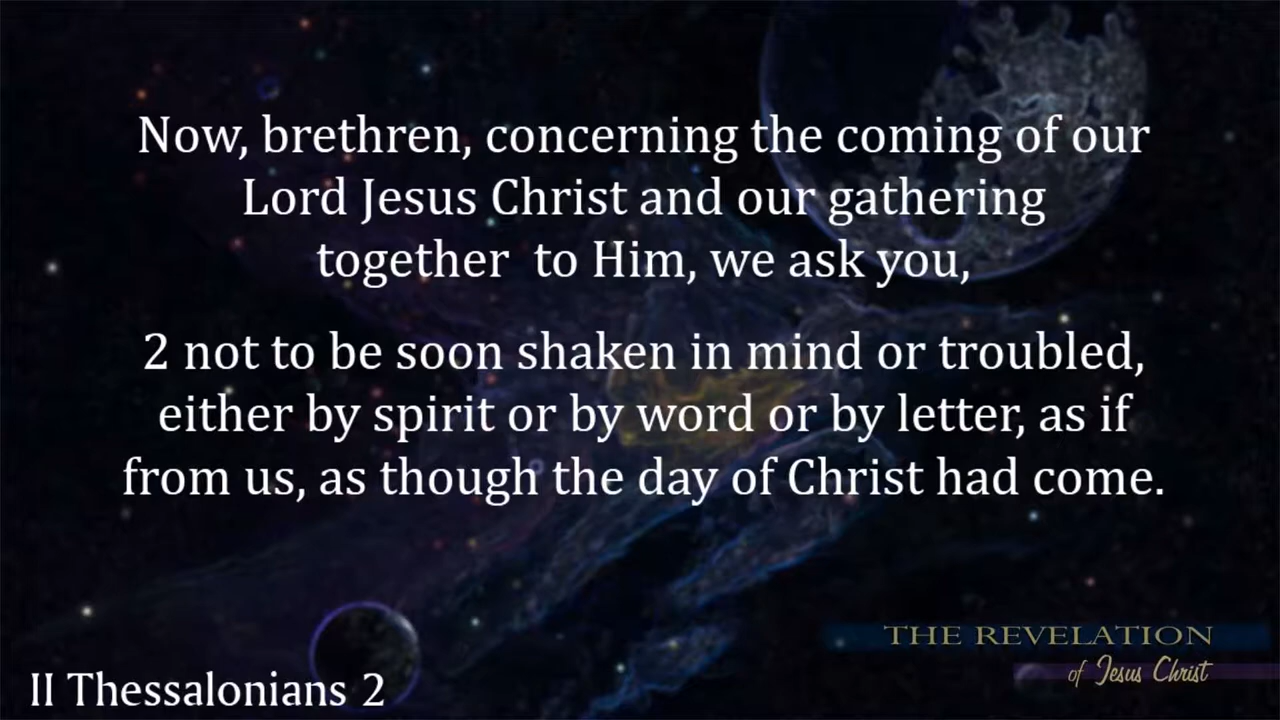 Now, brethren, concerning the coming of our
Lord Jesus Christ and our gathering
together  to Him, we ask you,
2 not to be soon shaken in mind or troubled,
either by spirit or by word or by letter, as if
from us, as though the day of Christ had come.
THE REVELATION
of Jesus Christ
II Thessalonians 2